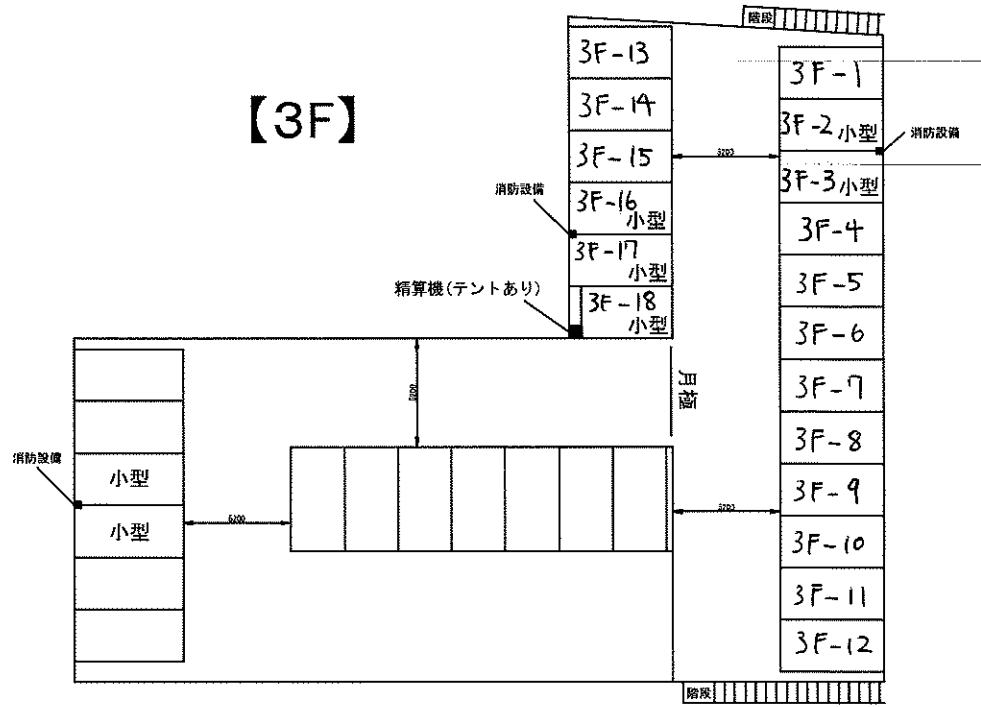 階段
【3F】
3F-13
3F-14
3F-15
消防設備
3F-16
小型
3F-17
小型
精算機(テントあり)
3F-18
小型
3F-1
3F-2 小型
消防設備
3F-3 小型
3F-4
3F-5
3F-6
3F-7
3F-8
3F-9
3F-10
3F-11
3F-12
月極
消防設備
小型
小型
階段